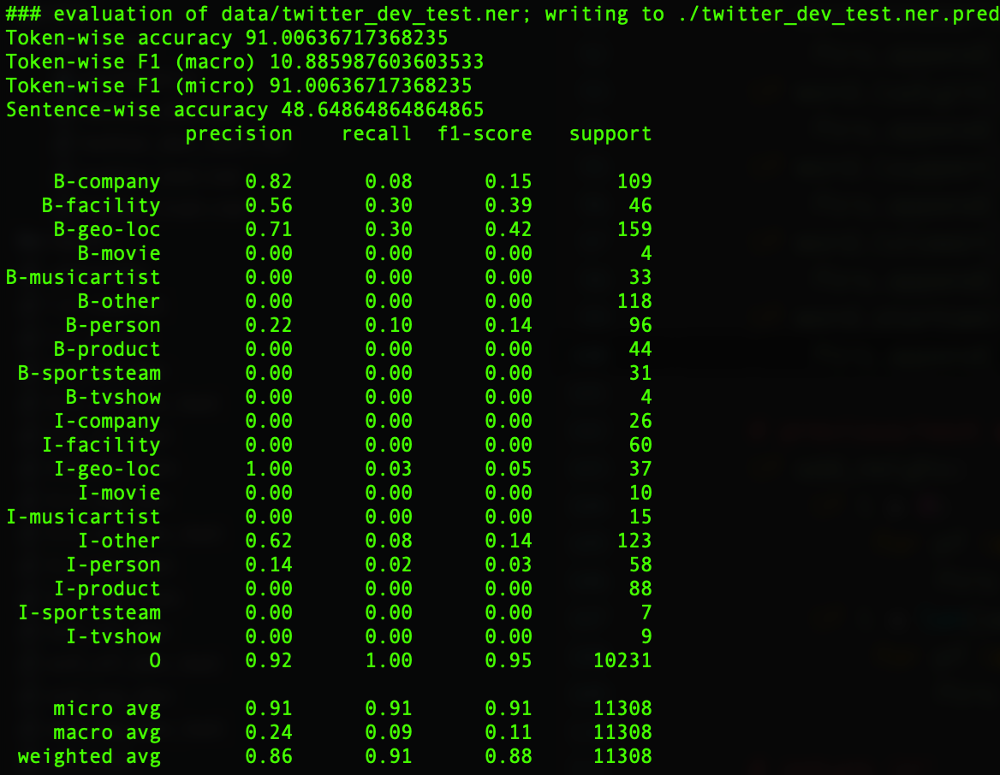 ### evaluation of data/twitter_dev_test.ner; writing to ./twitter_dev_test.ner.pred
Token-wise accuracy 91.00636717368235
Token-wise F1 (macro) 10.885987603603533
Token-wise F1 (micro) 91.00636717368235
Sentence-wise accuracy 48.64864864864865
precision recall f1-score support
B-company 0.82 0.08 0.15 109
B-facility 0.56 0.30 0.39 46
B-geo-loc 0.71 0.30 0.42 159
B-movie 0.00 0.00 0.00 4
B-musicartist 0.00 0.00 0.00 33
B-other 0.00 0.00 0.00 118
B-person 0.22 0.10 0.14 96
B-product 0.00 0.00 0.00 44
B-sportsteam 0.00 0.00 0.00 31
B-tvshow 0.00 0.00 0.00 4
I-company 0.00 0.00 0.00 26
I-facility 0.00 0.00 0.00 60
I-geo-loc 1.00 0.03 0.05 37
I-movie 0.00 0.00 0.00 10
I-musicartist 0.00 0.00 0.00 15
I-other 0.62 0.08 0.14 123
I-person 0.14 0.02 0.03 58
I-product 0.00 0.00 0.00 88
I-sportsteam 0.00 0.00 0.00 7
I-tvshow 0.00 0.00 0.00 9
O 0.92 1.00 0.95 10231
micro avg 0.91 0.91 0.91 11308
macro avg 0.24 0.09 0.11 11308
weighted avg 0.86 0.91 0.88 11308